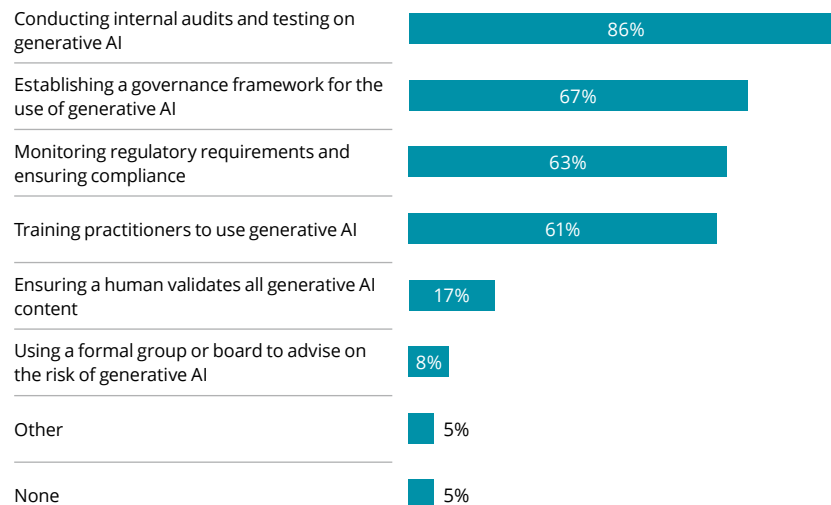 Conducting internal audits and testing on
generative AI
86%
Establishing a governance framework for the
use of generative AI
67%
Monitoring regulatory requirements and
ensuring compliance
63%
Training practitioners to use generative AI
61%
Ensuring a human validates all generative AI
content
17%
Using a formal group or board to advise on
the risk of generative AI
8%
Other
5%
None
5%